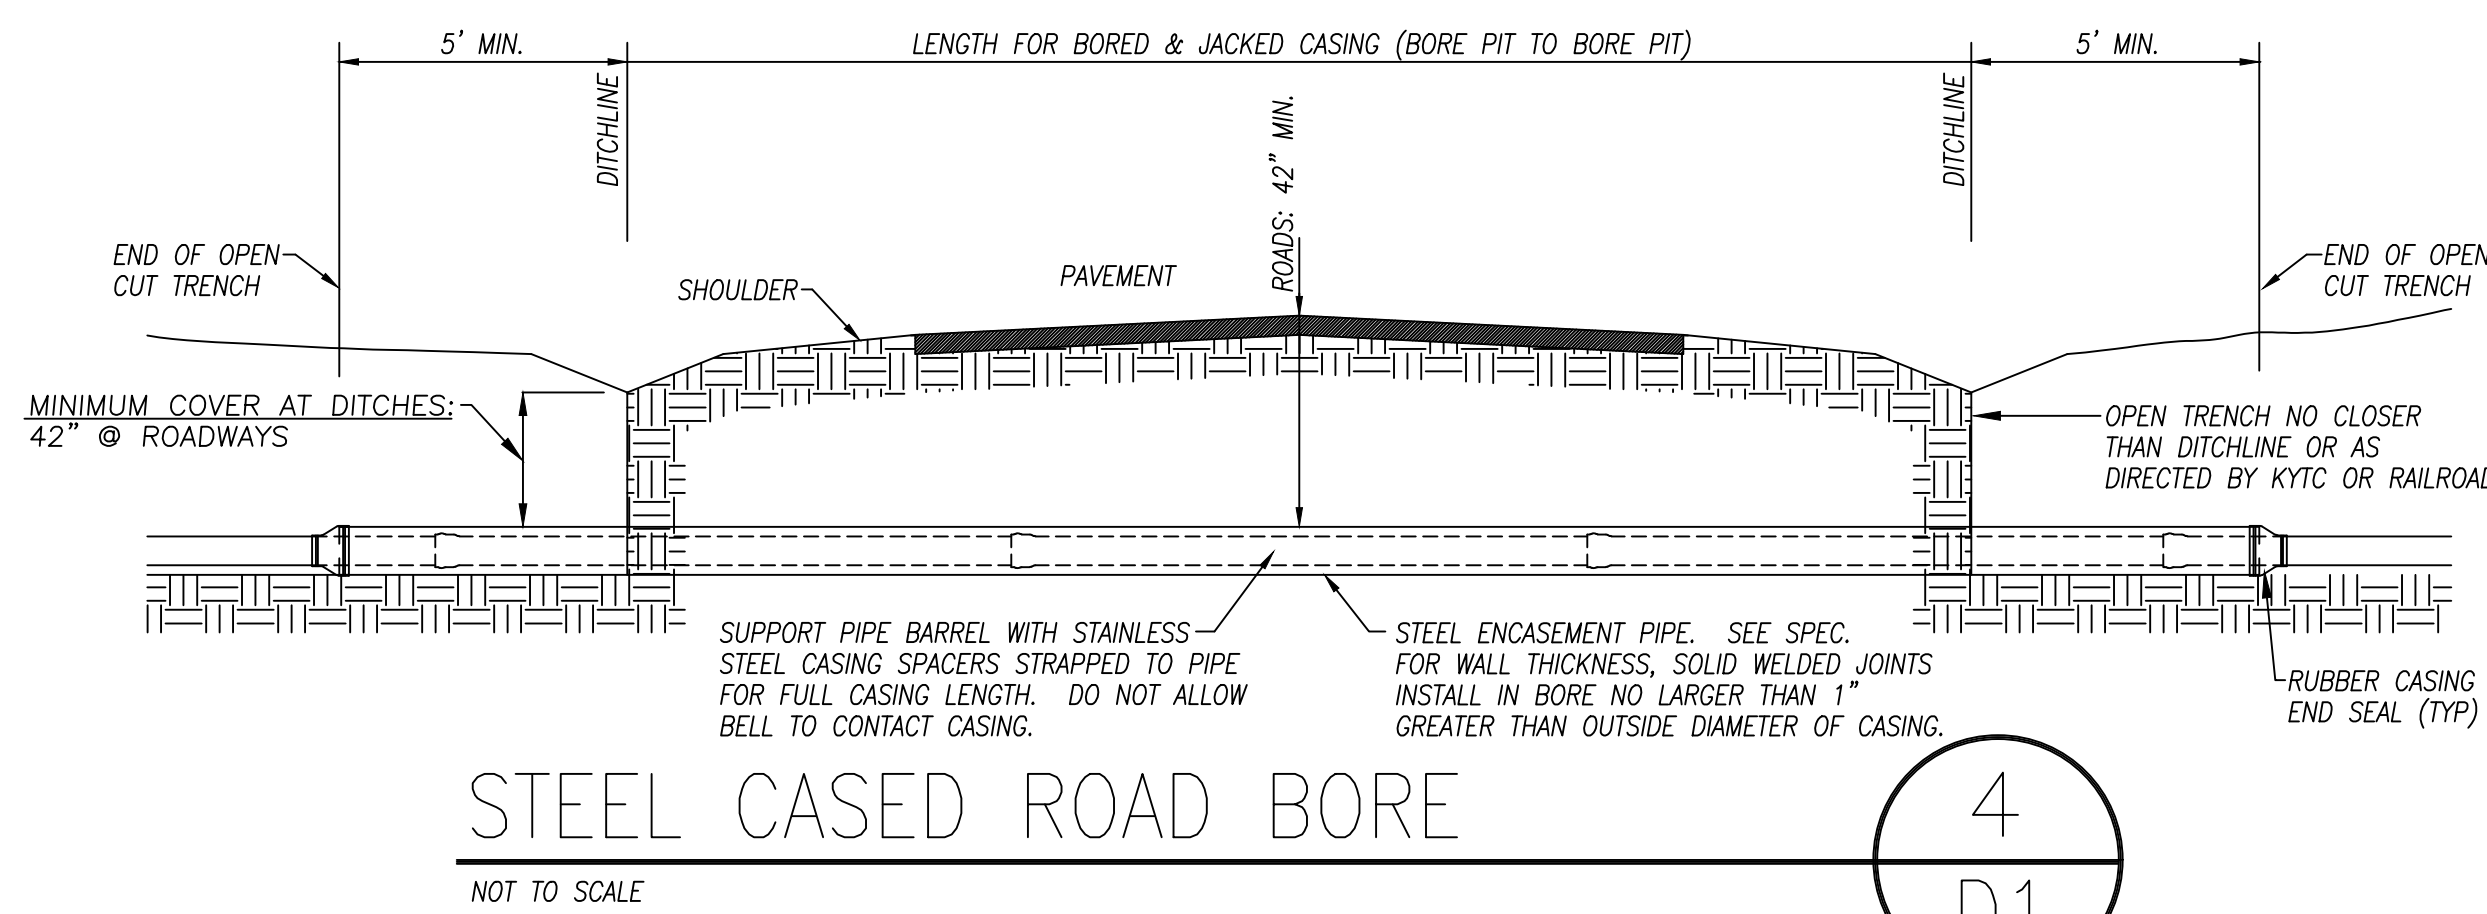 5' MIN.
LENGTH FOR BORED & JACKED CASING (BORE PIT TO BORE PIT)
5' MIN.
DITCHLINE
ROADS: 42" MIN.
DITCHLINE
END OF OPEN
CUT TRENCH
SHOULDER
PAVEMENT
END OF OPEN
CUT TRENCH
MINIMUM COVER AT DITCHES:
42" @ ROADWAYS
OPEN TRENCH NO CLOSER
THAN DITCHLINE OR AS
DIRECTED BY KYTC OR RAILROAD
SUPPORT PIPE BARREL WITH STAINLESS
STEEL CASING SPACERS STRAPPED TO PIPE
FOR FULL CASING LENGTH. DO NOT ALLOW
BELL TO CONTACT CASING.
STEEL ENCASEMENT PIPE. SEE SPEC.
FOR WALL THICKNESS, SOLID WELDED JOINTS
INSTALL IN BORE NO LARGER THAN 1"
GREATER THAN OUTSIDE DIAMETER OF CASING.
RUBBER CASING
END SEAL (TYP)
STEEL CASED ROAD BORE
4
D1
NOT TO SCALE